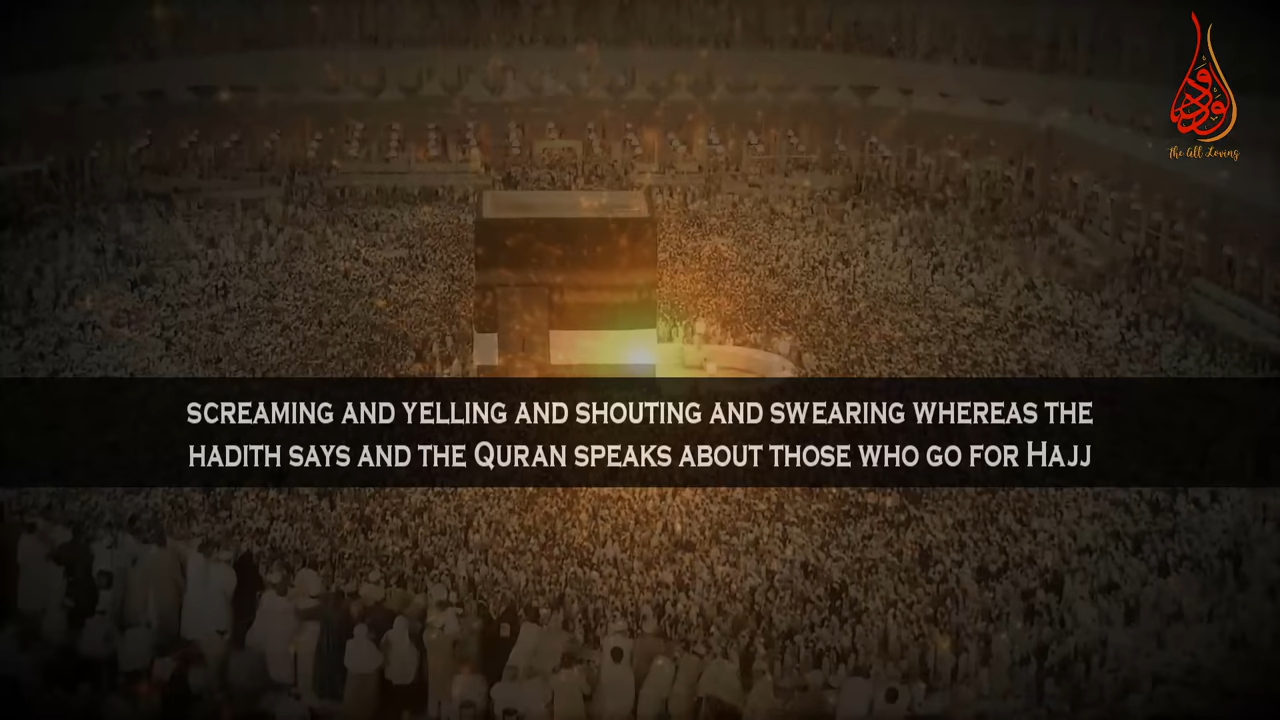 الودود
The All Loving
SCREAMING AND YELLING AND SHOUTING AND SWEARING WHEREAS THE
HADITH SAYS AND THE QURAN SPEAKS ABOUT THOSE WHO GO FOR HAJJ